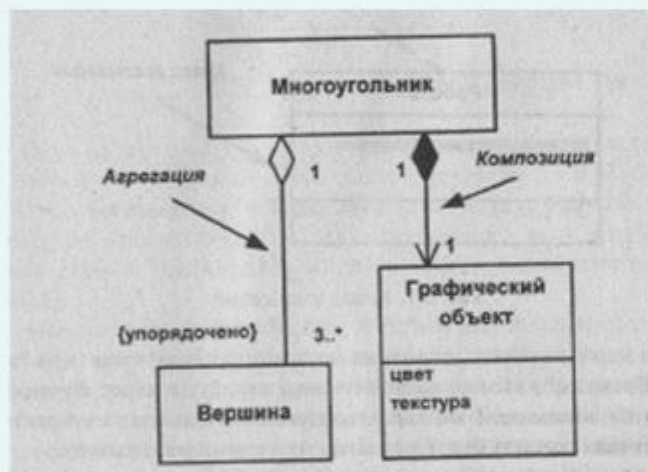 Многоугольник
Агрегация
1
1
Композиция
1
{упорядочено}
3..*
Графический
объект
цвет
текстура
Вершина